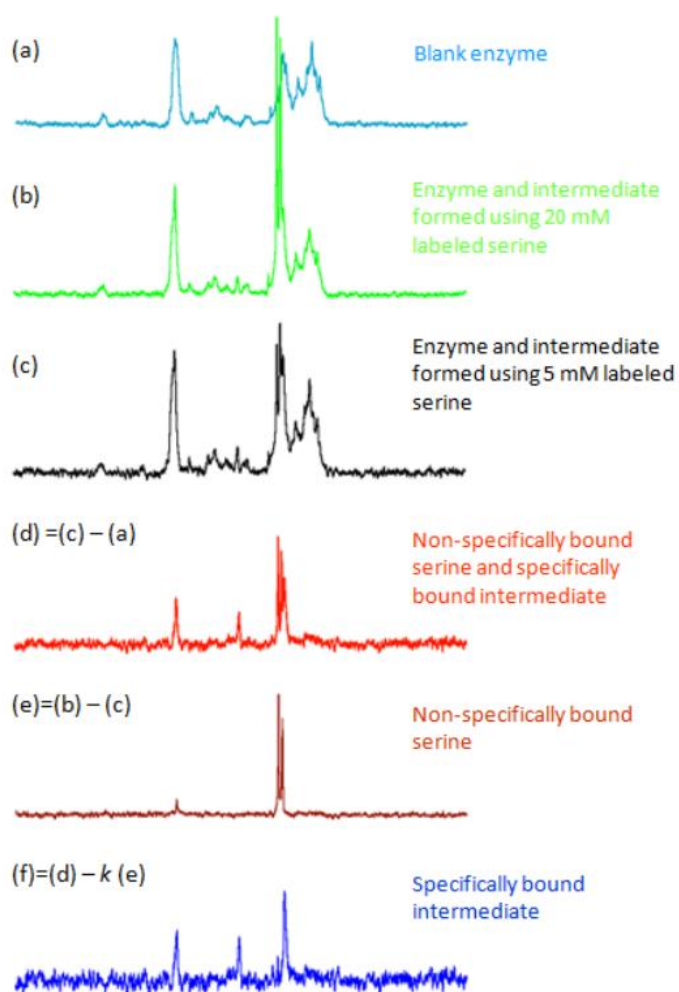 (a)
Blank enzyme
(b)
Enzyme and intermediate
formed using 20 mM
labeled serine
(c)
Enzyme and intermediate
formed using 5 mM labeled
serine
(d) =(c) – (a)
Non-specifically bound
serine and specifically
bound intermediate
(e)=(b) – (c)
Non-specifically bound
serine
(f)=(d) – k (e)
Specifically bound
intermediate